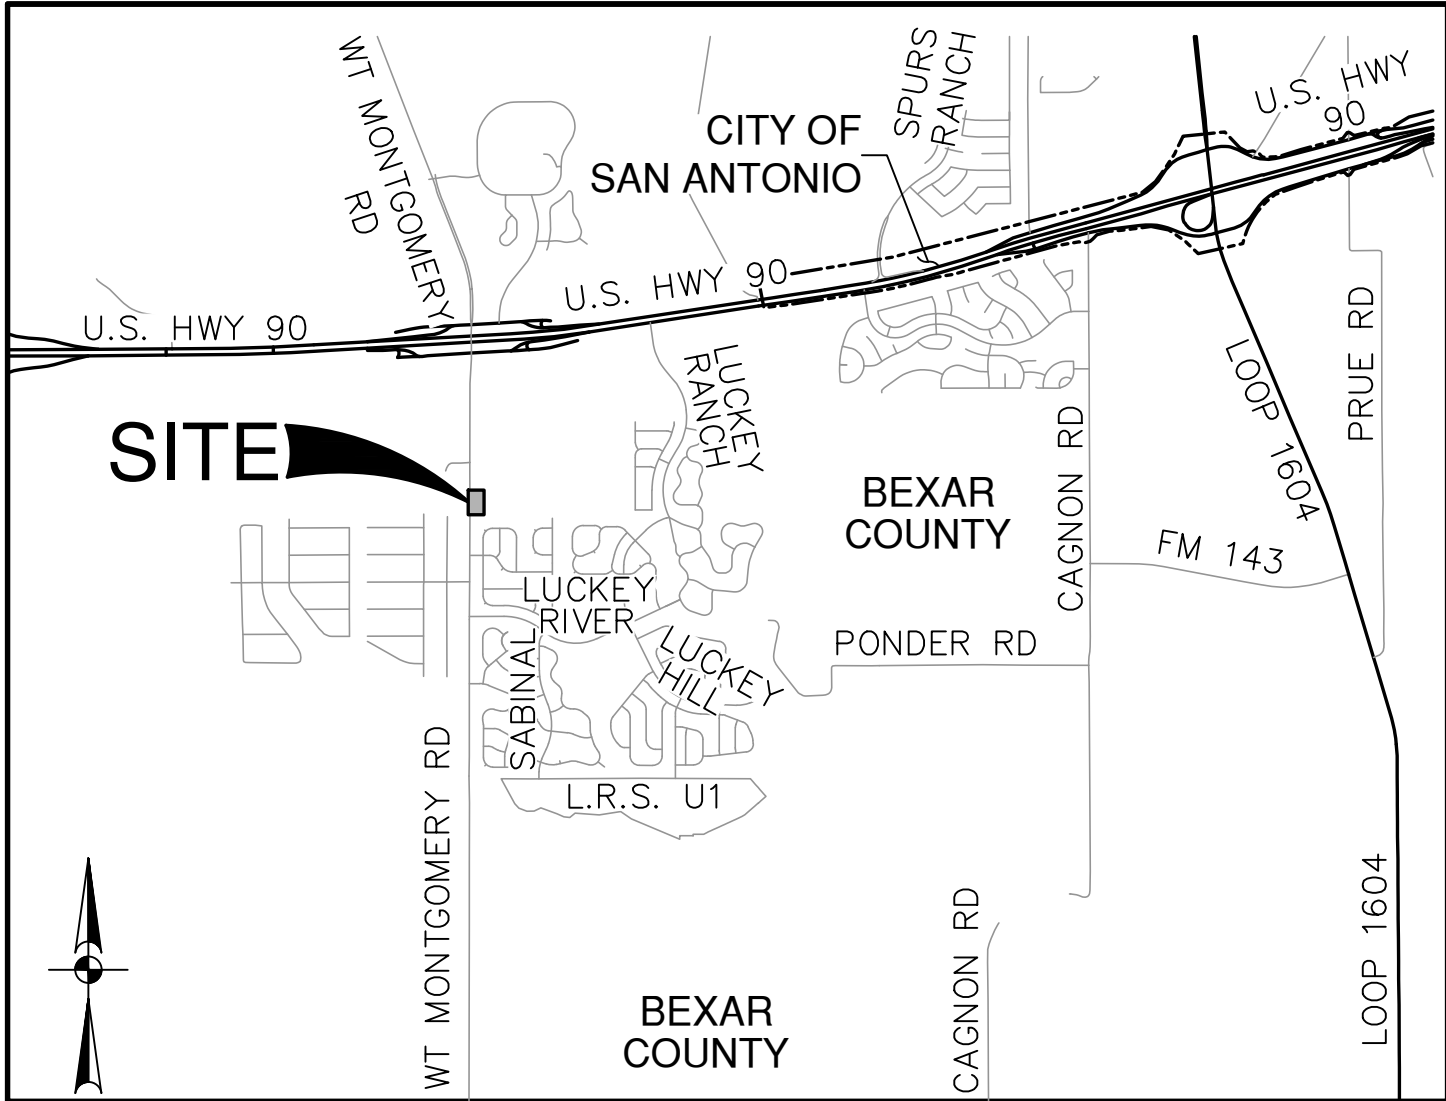 WT MONTGOMERY
RD
SPURS
RANCH
U.S. HWY
90
CITY OF
SAN ANTONIO
U.S. HWY 90
U.S. HWY 90
LUCKEY
RANCH
LOOP 1604
PRUE RD
SITE
BEXAR
COUNTY
CAGNON RD
FM 143
LUCKEY
RIVER
SABINAL
LUCKEY
HILL
PONDER RD
WT MONTGOMERY RD
L.R.S. U1
CAGNON RD
LOOP 1604
BEXAR
COUNTY